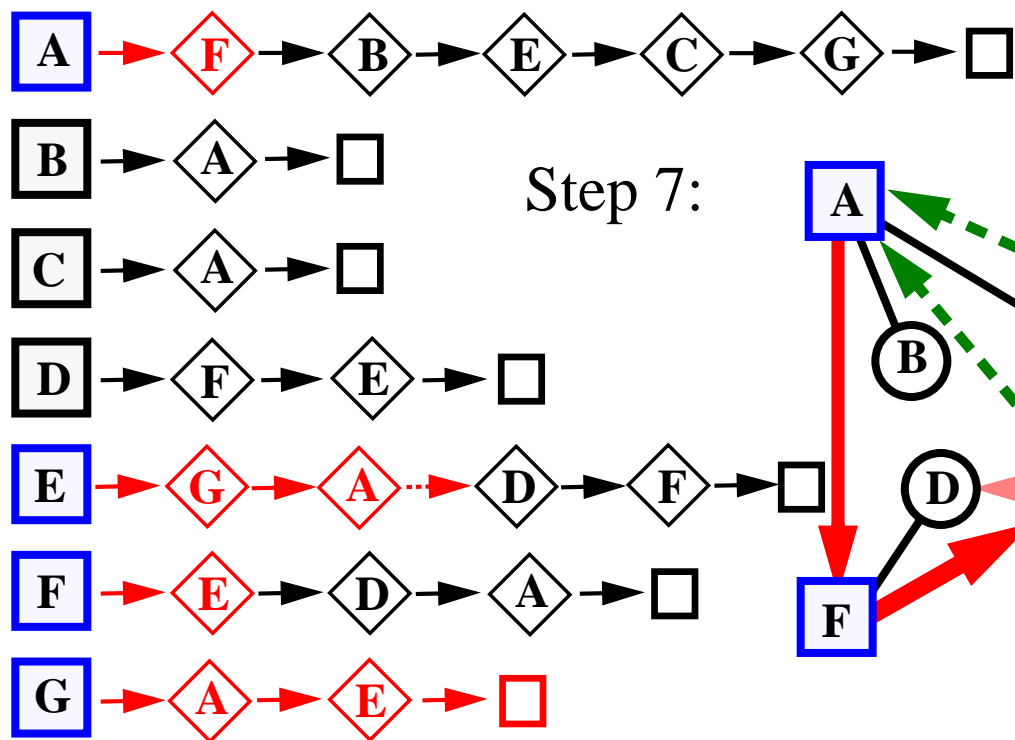 A F B E C G
B A
Step 7:
A
C A
B
D F E
E G A D F
D
F E D A
F
G A E